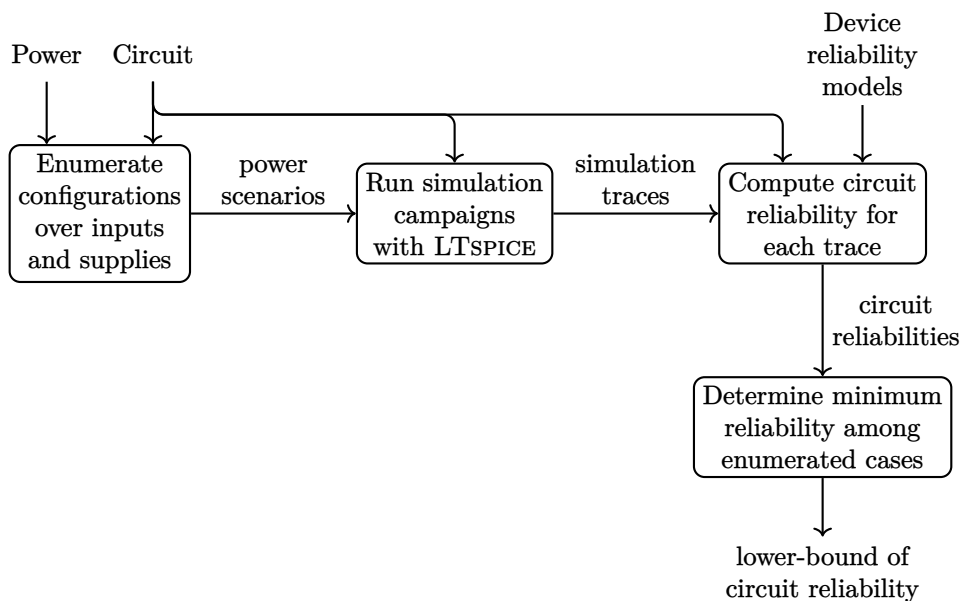 Power
Circuit
Device
reliability
models
Enumerate
configurations
over inputs
and supplies
power
scenarios
Run simulation
campaigns
with LTSPICE
simulation
traces
Compute circuit
reliability for
each trace
circuit
reliabilities
Determine minimum
reliability among
enumerated cases
lower-bound of
circuit reliability